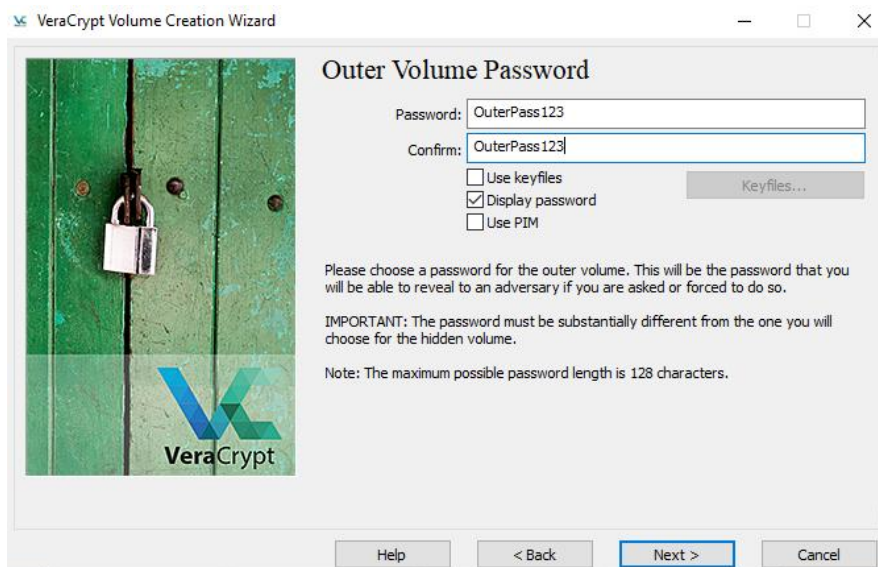 VeraCrypt Volume Creation Wizard
Outer Volume Password
Password: OuterPass123
Confirm: OuterPass123
Use keyfiles
Keyfiles...
Display password
Use PIM
Please choose a password for the outer volume. This will be the password that you
will be able to reveal to an adversary if you are asked or forced to do so.
IMPORTANT: The password must be substantially different from the one you will
choose for the hidden volume.
Note: The maximum possible password length is 128 characters.
VeraCrypt
Help
< Back
Next >
Cancel